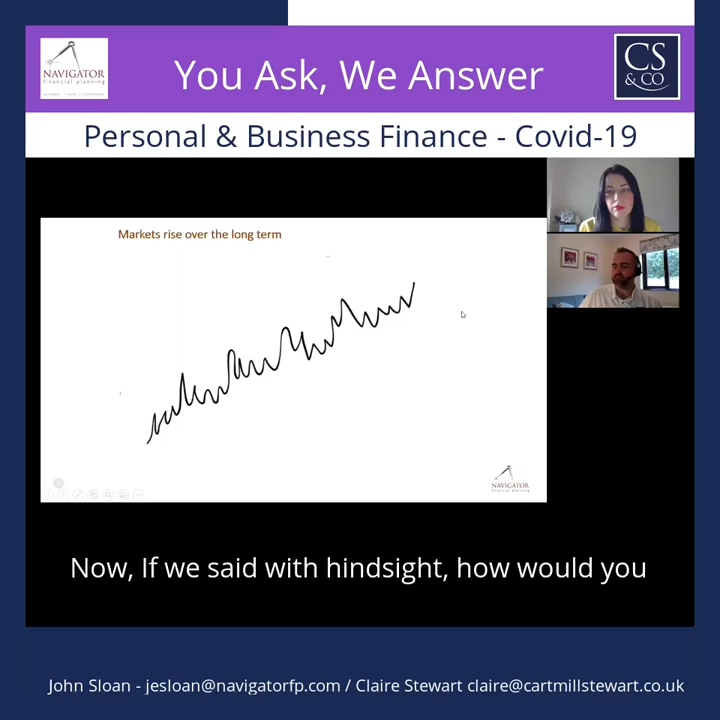 NAVIGATOR
financial planning
You Ask, We Answer
CS
& CO
Personal & Business Finance - Covid-19
Markets rise over the long term
NAVIGATOR
financial planning
Now, If we said with hindsight, how would you
John Sloan - jesloan@navigatorfp.com / Claire Stewart claire@cartmillstewart.co.uk